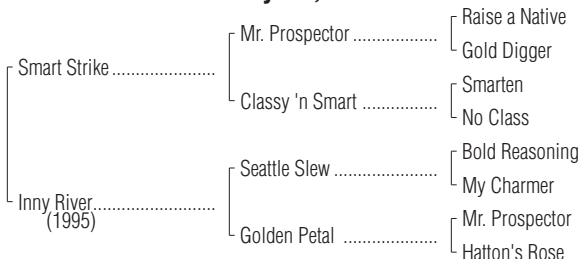 Raise a Native
Mr. Prospector ..................
Gold Digger
Smart Strike ......................
Smarten
Classy 'n Smart ................
No Class
Bold Reasoning
Seattle Slew ......................
My Charmer
Inny River..........................
(1995)
Mr. Prospector
Golden Petal ....................
Hatton's Rose